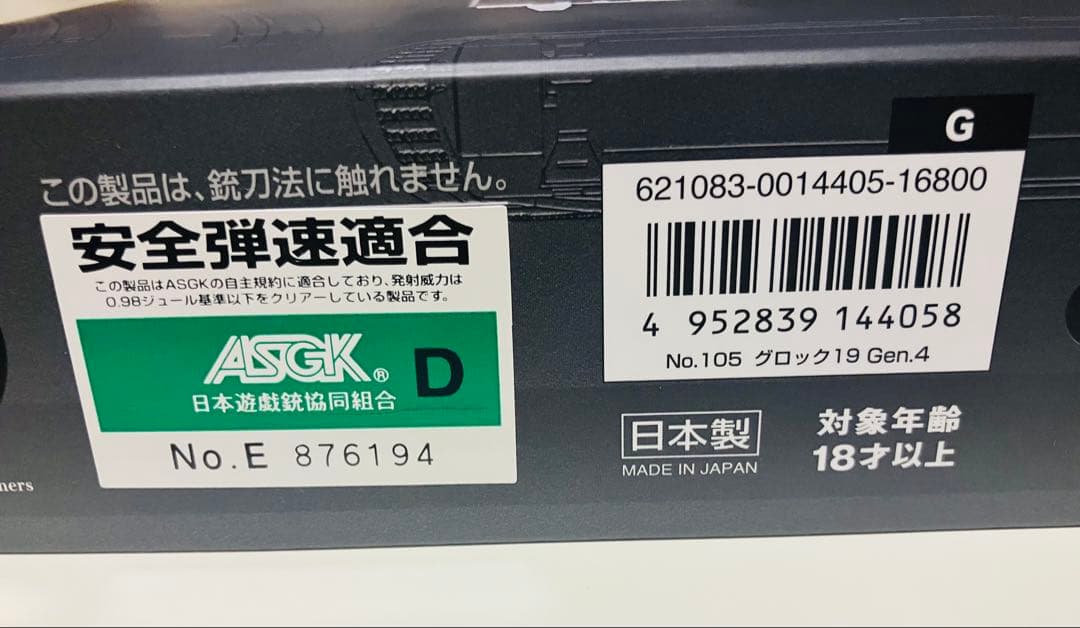 この製品は、銃刀法に触れません。
安全弾速適合
この製品はASGKの自主規約に適合しており、発射威力は
0.98ジュール基準以下をクリアーしている製品です。
ASGK®
D
日本遊戯銃協同組合
No.E 876194
ners
G
621083-0014405-16800
4 952839 144058
No.105 グロック19 Gen.4
日本製
MADE IN JAPAN
対象年齢
18才以上